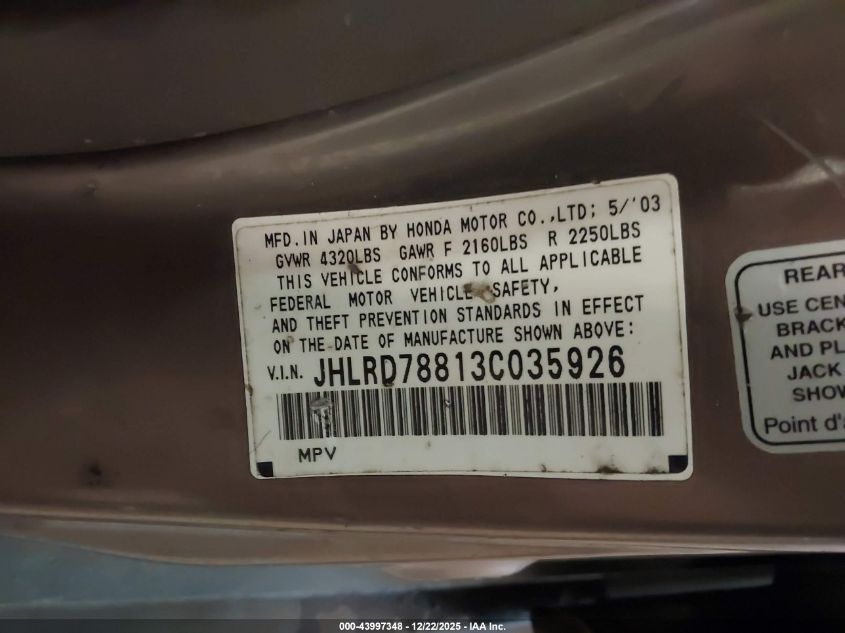 MFD. IN JAPAN BY HONDA MOTOR CO.,LTD; 5/'03
GVWR 4320LBS GAWR F 2160LBS R 2250LBS
THIS VEHICLE CONFORMS TO ALL APPLICABLE
FEDERAL MOTOR VEHICLE SAFETY,
AND THEFT PREVENTION STANDARDS IN EFFECT
ON THE DATE OF MANUFACTURE SHOWN ABOVE:
V.I.N. JHLRD78813C035926
MPV
REAR
USE CEN
BRACK
AND PL
JACK
SHOW
Point d'a
000-43997348 - 12/22/2025 - IAA Inc.